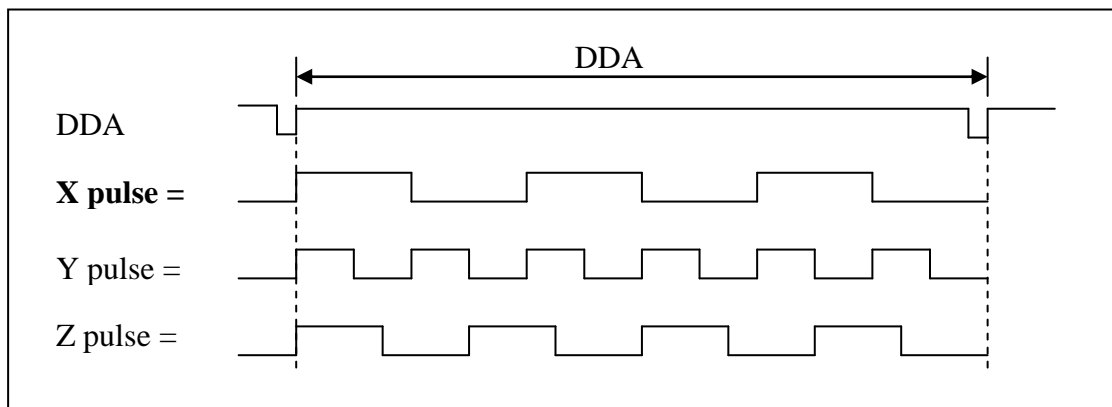 DDA
DDA
X pulse =
Y pulse =
Z pulse =